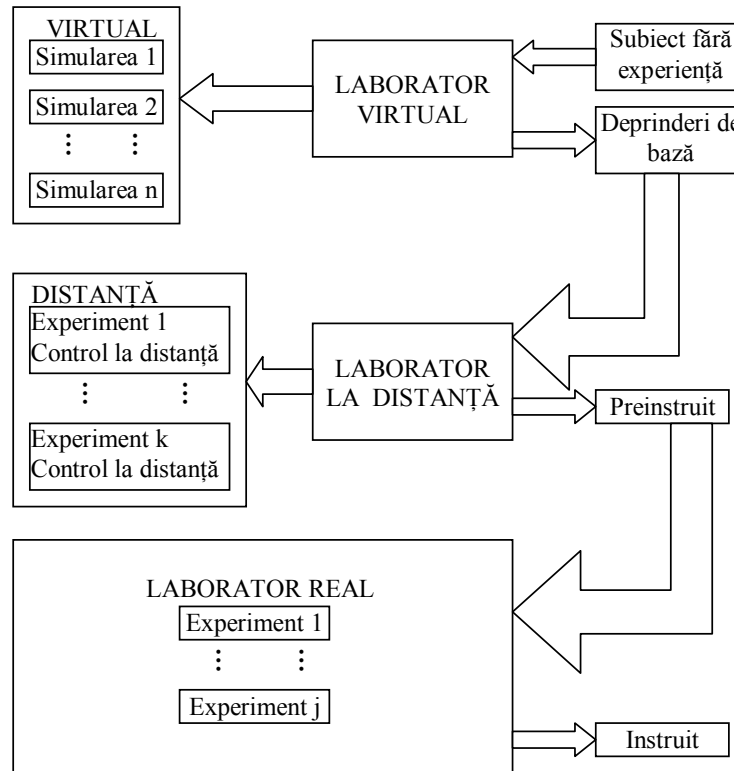 VIRTUAL
Simularea 1
Simularea 2
Simularea n
LABORATOR
VIRTUAL
Subiect fără
experiență
Deprinderi de
bază
DISTANȚĂ
Experiment 1
Control la distanță
Experiment k
Control la distanță
LABORATOR
LA DISTANȚĂ
Preinstruit
LABORATOR REAL
Experiment 1
Experiment j
Instruit